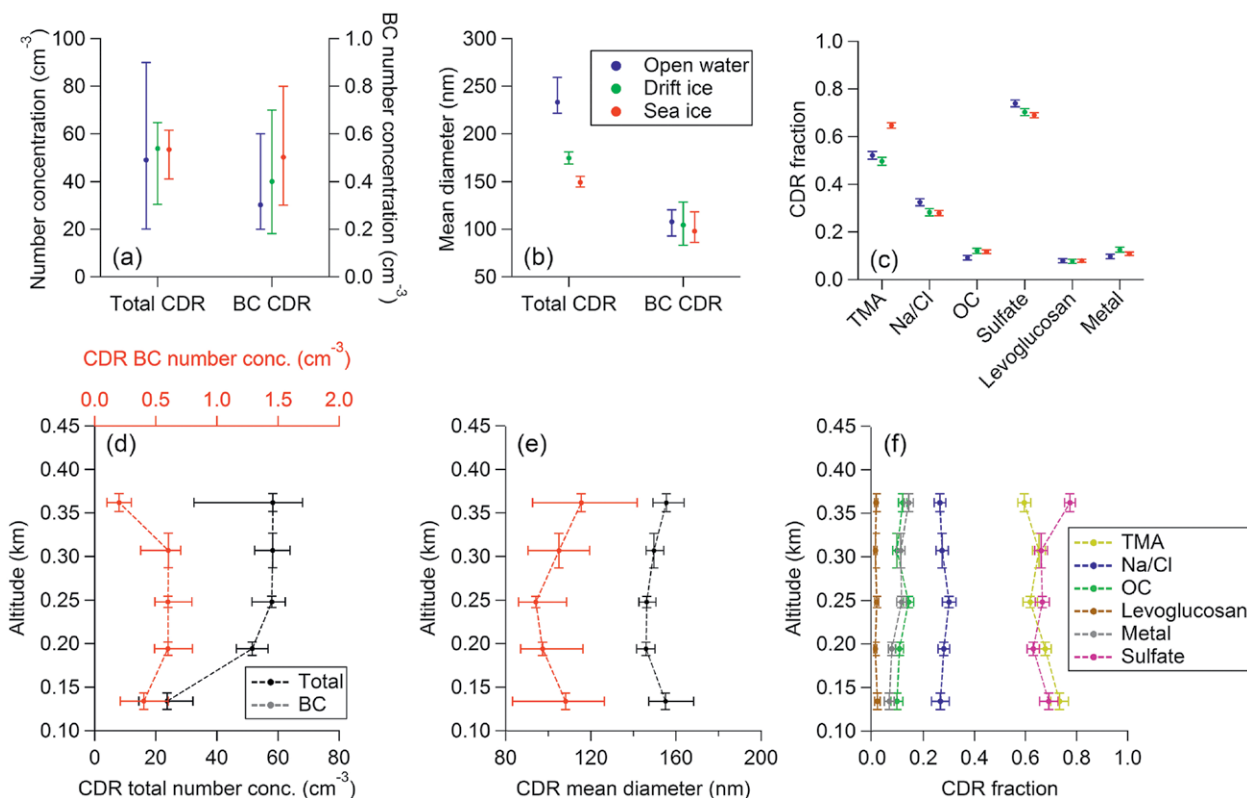 Number concentration (cm-3)
100
80
60
40
20
0
(a)
Total CDR
BC CDR
1.0
0.8
0.6
0.4
0.2
0.0
BC number concentration (cm-3)
Mean diameter (nm)
300
250
200
150
100
50
(b)
Open water
Drift ice
Sea ice
Total CDR
BC CDR
CDR fraction
1.0
0.8
0.6
0.4
0.2
0.0
(c)
TMA
Na/Cl
OC
Sulfate
Levoglucosan
Metal
CDR BC number conc. (cm-3)
0.0 0.5 1.0 1.5 2.0
Altitude (km)
0.45
0.40
0.35
0.30
0.25
0.20
0.15
0.10
(d)
Total
BC
0 20 40 60 80
CDR total number conc. (cm-3)
Altitude (km)
0.45
0.40
0.35
0.30
0.25
0.20
0.15
0.10
(e)
80 120 160 200
CDR mean diameter (nm)
Altitude (km)
0.45
0.40
0.35
0.30
0.25
0.20
0.15
0.10
(f)
0.0 0.2 0.4 0.6 0.8 1.0
CDR fraction
TMA
Na/Cl
OC
Levoglucosan
Metal
Sulfate